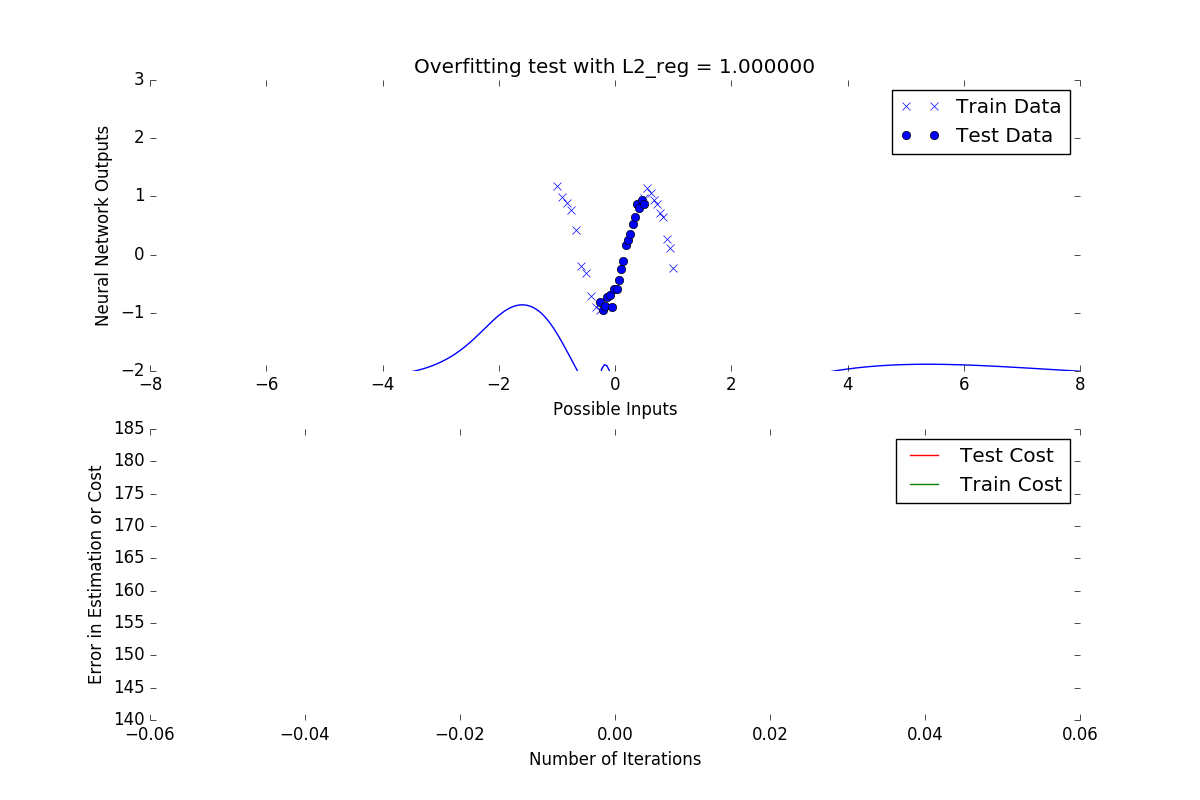 Overfitting test with L2_reg = 1.000000
3
2
1
0
−1
−2
Neural Network Outputs
Train Data
Test Data
−8 −6 −4 −2 0 2 4 6 8
Possible Inputs
185
180
175
170
165
160
155
150
145
140
Error in Estimation or Cost
Test Cost
Train Cost
−0.06 −0.04 −0.02 0.00 0.02 0.04 0.06
Number of Iterations